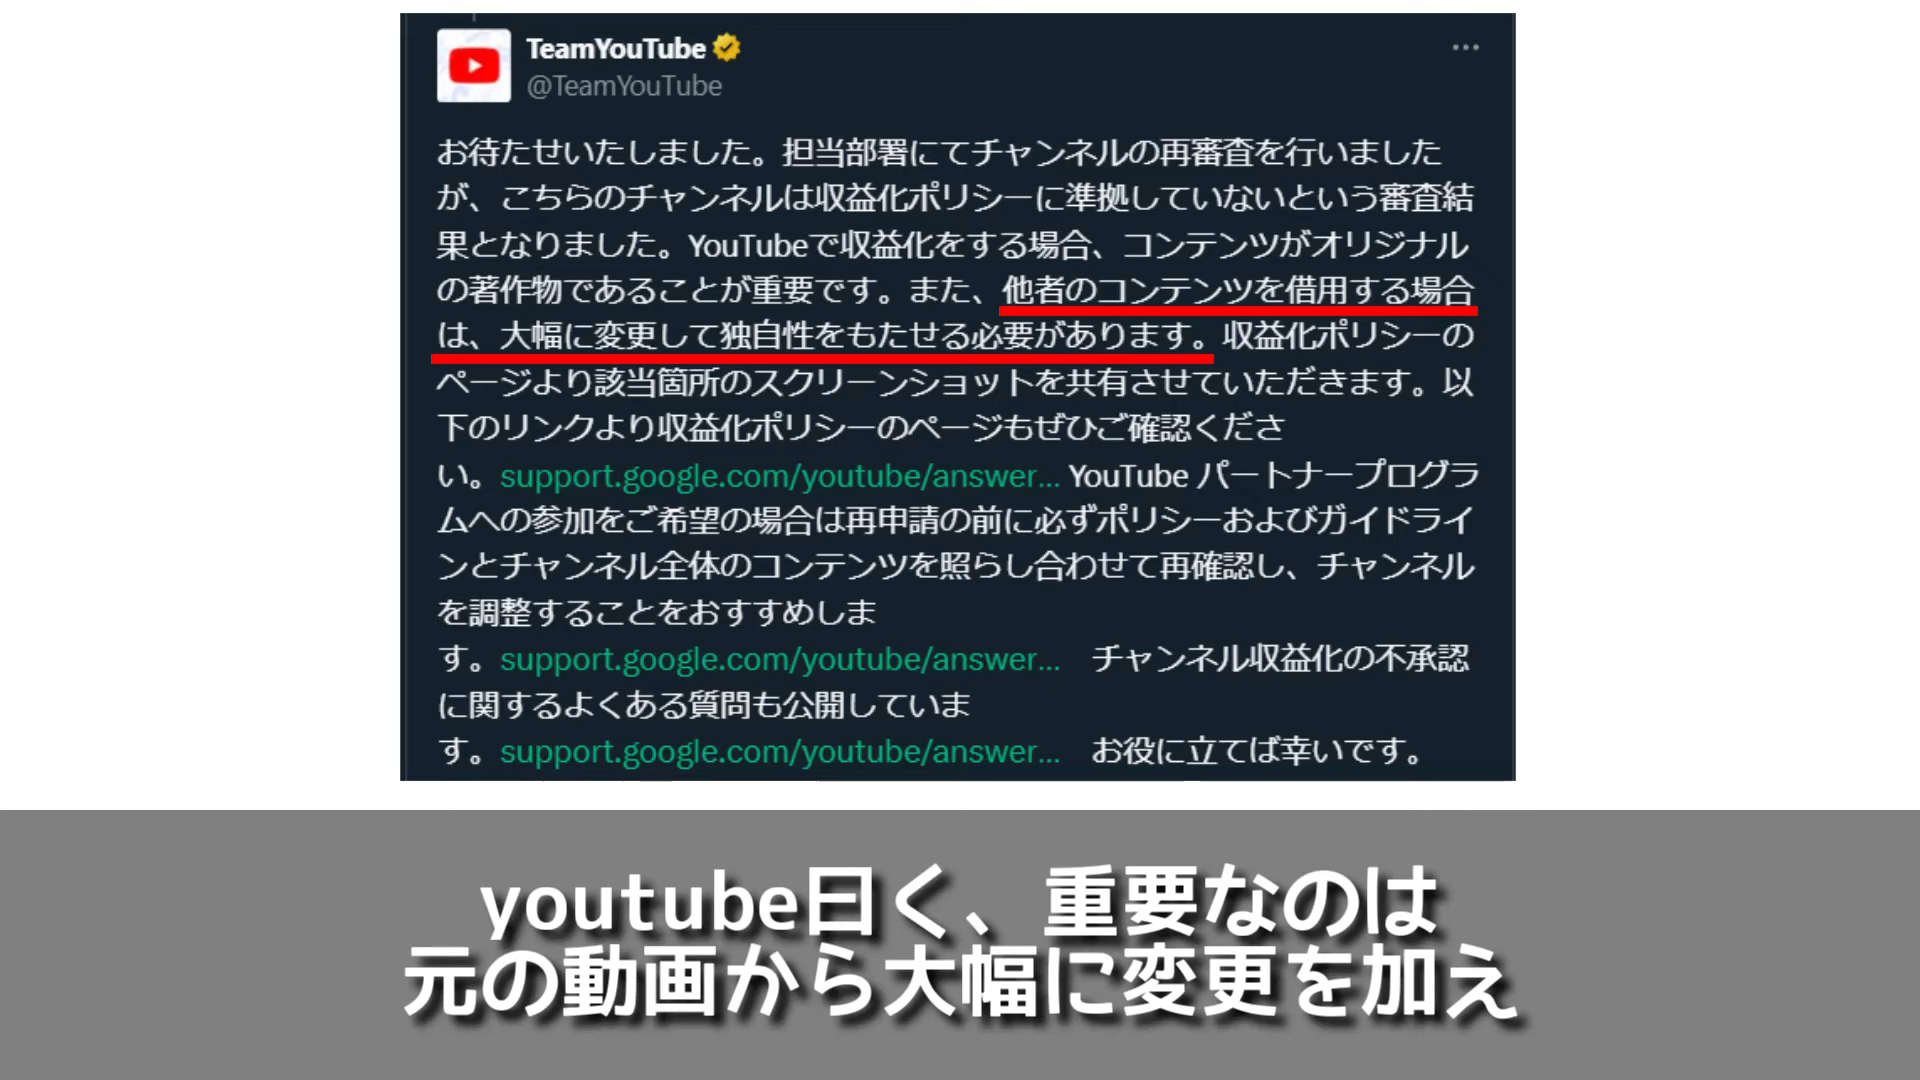 TeamYouTube
@TeamYouTube
お待たせいたしました。担当部署にてチャンネルの再審査を行いました
が、こちらのチャンネルは収益化ポリシーに準拠していないという審査結
果となりました。YouTubeで収益化をする場合、コンテンツがオリジナル
の著作物であることが重要です。また、他者のコンテンツを借用する場合
は、大幅に変更して独自性をもたせる必要があります。収益化ポリシーの
ページより該当箇所のスクリーンショットを共有させていただきます。以
下のリンクより収益化ポリシーのページもぜひご確認くださ
い。support.google.com/youtube/answer… YouTube パートナープログラ
ムへの参加をご希望の場合は再申請の前に必ずポリシーおよびガイドライ
ンとチャンネル全体のコンテンツを照らし合わせて再確認し、チャンネル
を調整することをおすすめしま
す。support.google.com/youtube/answer…　チャンネル収益化の不承認
に関するよくある質問も公開していま
す。support.google.com/youtube/answer…　お役に立てば幸いです。
youtube曰く、重要なのは
元の動画から大幅に変更を加え